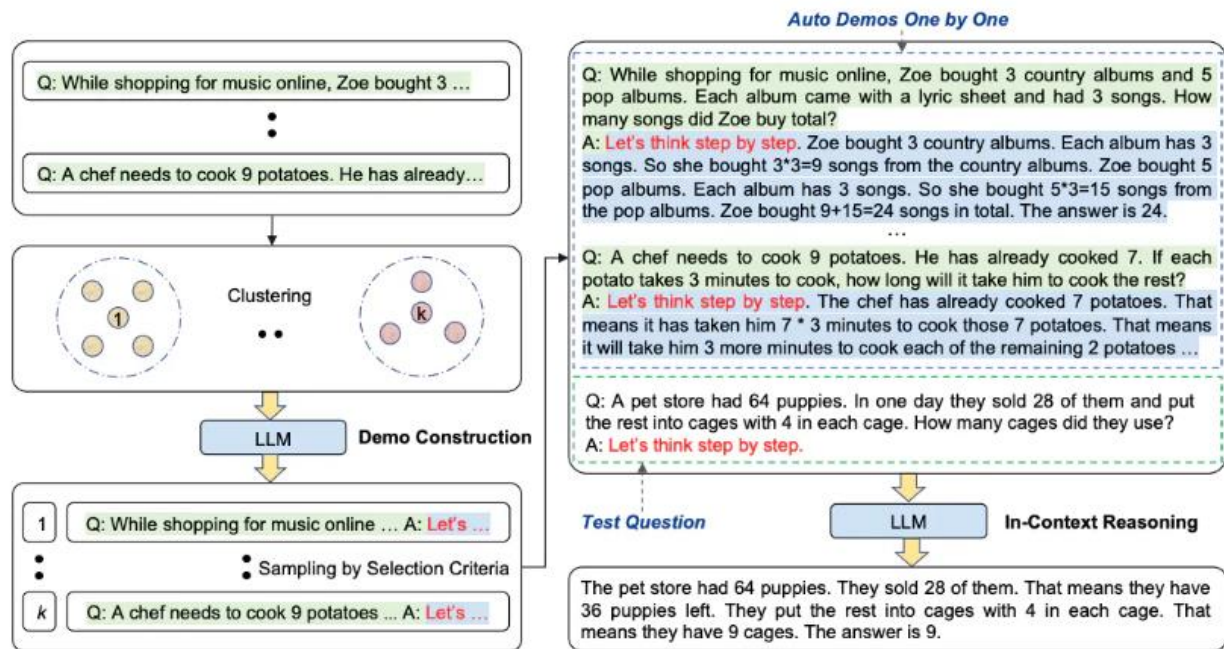 Q: While shopping for music online, Zoe bought 3 ...
Q: A chef needs to cook 9 potatoes. He has already...
1
Clustering
k
LLM
Demo Construction
1
Q: While shopping for music online ... A: Let's ...
Sampling by Selection Criteria
k
Q: A chef needs to cook 9 potatoes ... A: Let's ...
Auto Demos One by One
Q: While shopping for music online, Zoe bought 3 country albums and 5
pop albums. Each album came with a lyric sheet and had 3 songs. How
many songs did Zoe buy total?
A: Let's think step by step. Zoe bought 3 country albums. Each album has 3
songs. So she bought 3*3=9 songs from the country albums. Zoe bought 5
pop albums. Each album has 3 songs. So she bought 5*3=15 songs from
the pop albums. Zoe bought 9+15=24 songs in total. The answer is 24.
...
Q: A chef needs to cook 9 potatoes. He has already cooked 7. If each
potato takes 3 minutes to cook, how long will it take him to cook the rest?
A: Let's think step by step. The chef has already cooked 7 potatoes. That
means it has taken him 7 * 3 minutes to cook those 7 potatoes. That means
it will take him 3 more minutes to cook each of the remaining 2 potatoes ...
Q: A pet store had 64 puppies. In one day they sold 28 of them and put
the rest into cages with 4 in each cage. How many cages did they use?
A: Let's think step by step.
Test Question
LLM
In-Context Reasoning
The pet store had 64 puppies. They sold 28 of them. That means they have
36 puppies left. They put the rest into cages with 4 in each cage. That
means they have 9 cages. The answer is 9.